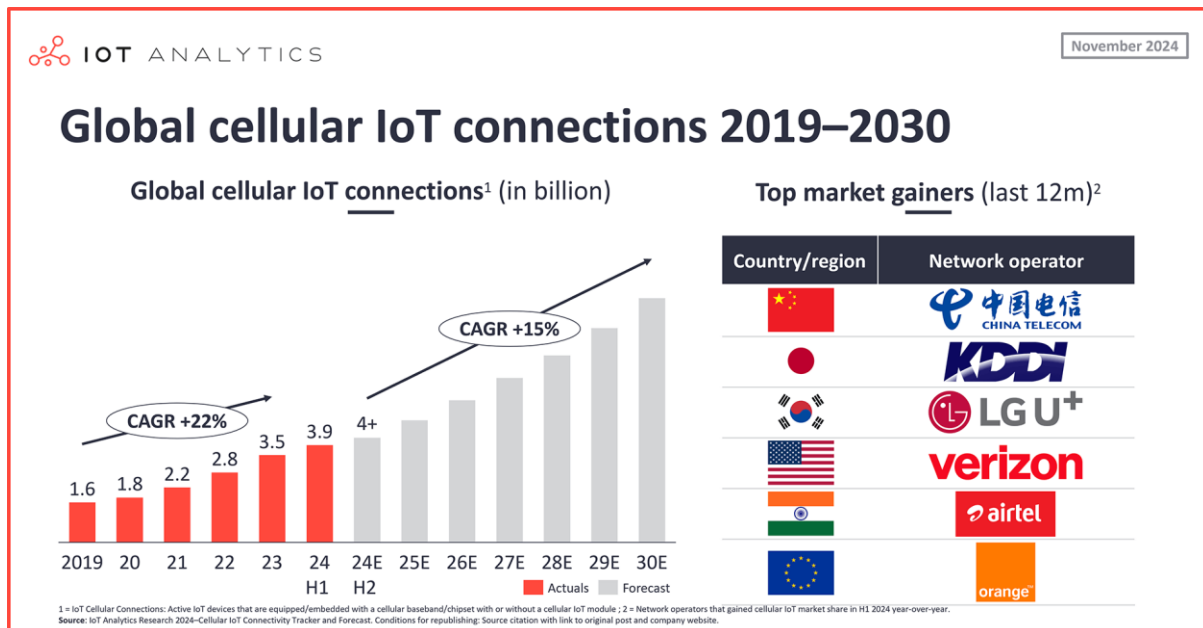 IOT ANALYTICS
November 2024
Global cellular IoT connections 2019–2030
Global cellular IoT connections¹ (in billion)
CAGR +22%
CAGR +15%
1.6
1.8
2.2
2.8
3.5
3.9
4+
2019 20 21 22 23 24 24E 25E 26E 27E 28E 29E 30E
H1 H2
Actuals Forecast
Top market gainers (last 12m)²
Country/region Network operator
中国电信
CHINA TELECOM
KDDI
LG U+
verizon
airtel
orange™
1 = IoT Cellular Connections: Active IoT devices that are equipped/embedded with a cellular baseband/chipset with or without a cellular IoT module ; 2 = Network operators that gained cellular IoT market share in H1 2024 year-over-year.
Source: IoT Analytics Research 2024–Cellular IoT Connectivity Tracker and Forecast. Conditions for republishing: Source citation with link to original post and company website.